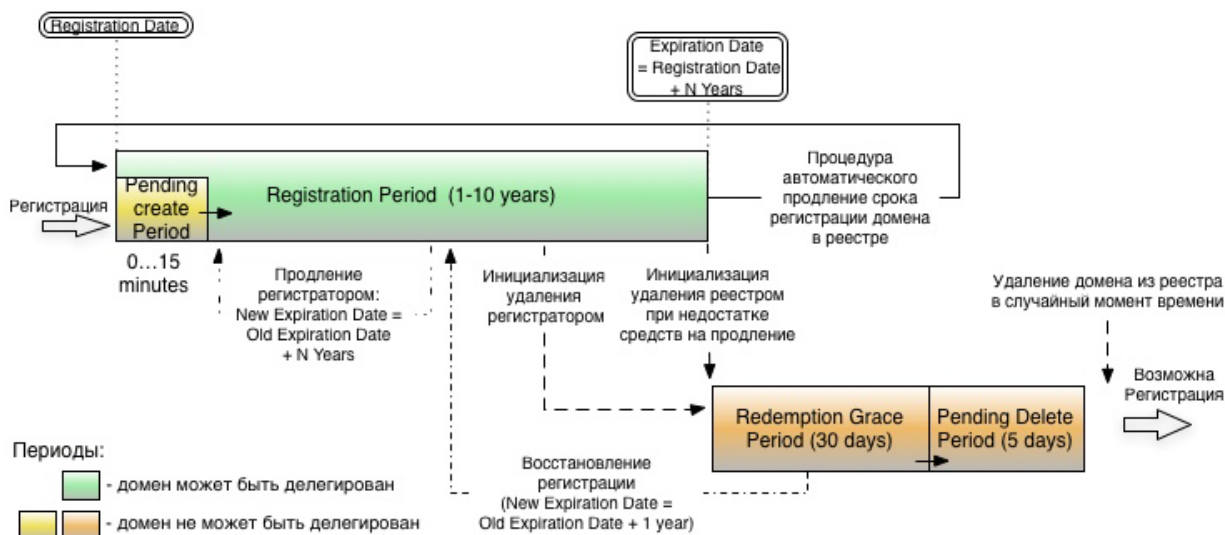 Registration Date
Expiration Date
= Registration Date
+ N Years
Процедура
автоматического
продление срока
регистрации домена
в реестре
Регистрация
Pending
create
Period
Registration Period (1-10 years)
0...15
minutes
Продление
регистратором:
New Expiration Date =
Old Expiration Date
+ N Years
Инициализация
удаления
регистратором
Инициализация
удаления реестром
при недостатке
средств на продление
Удаление домена из реестра
в случайный момент времени
Возможна
Регистрация
Redemption Grace
Period (30 days)
Pending Delete
Period (5 days)
Восстановление
регистрации
(New Expiration Date =
Old Expiration Date + 1 year)
Периоды:
- домен может быть делегирован
- домен не может быть делегирован